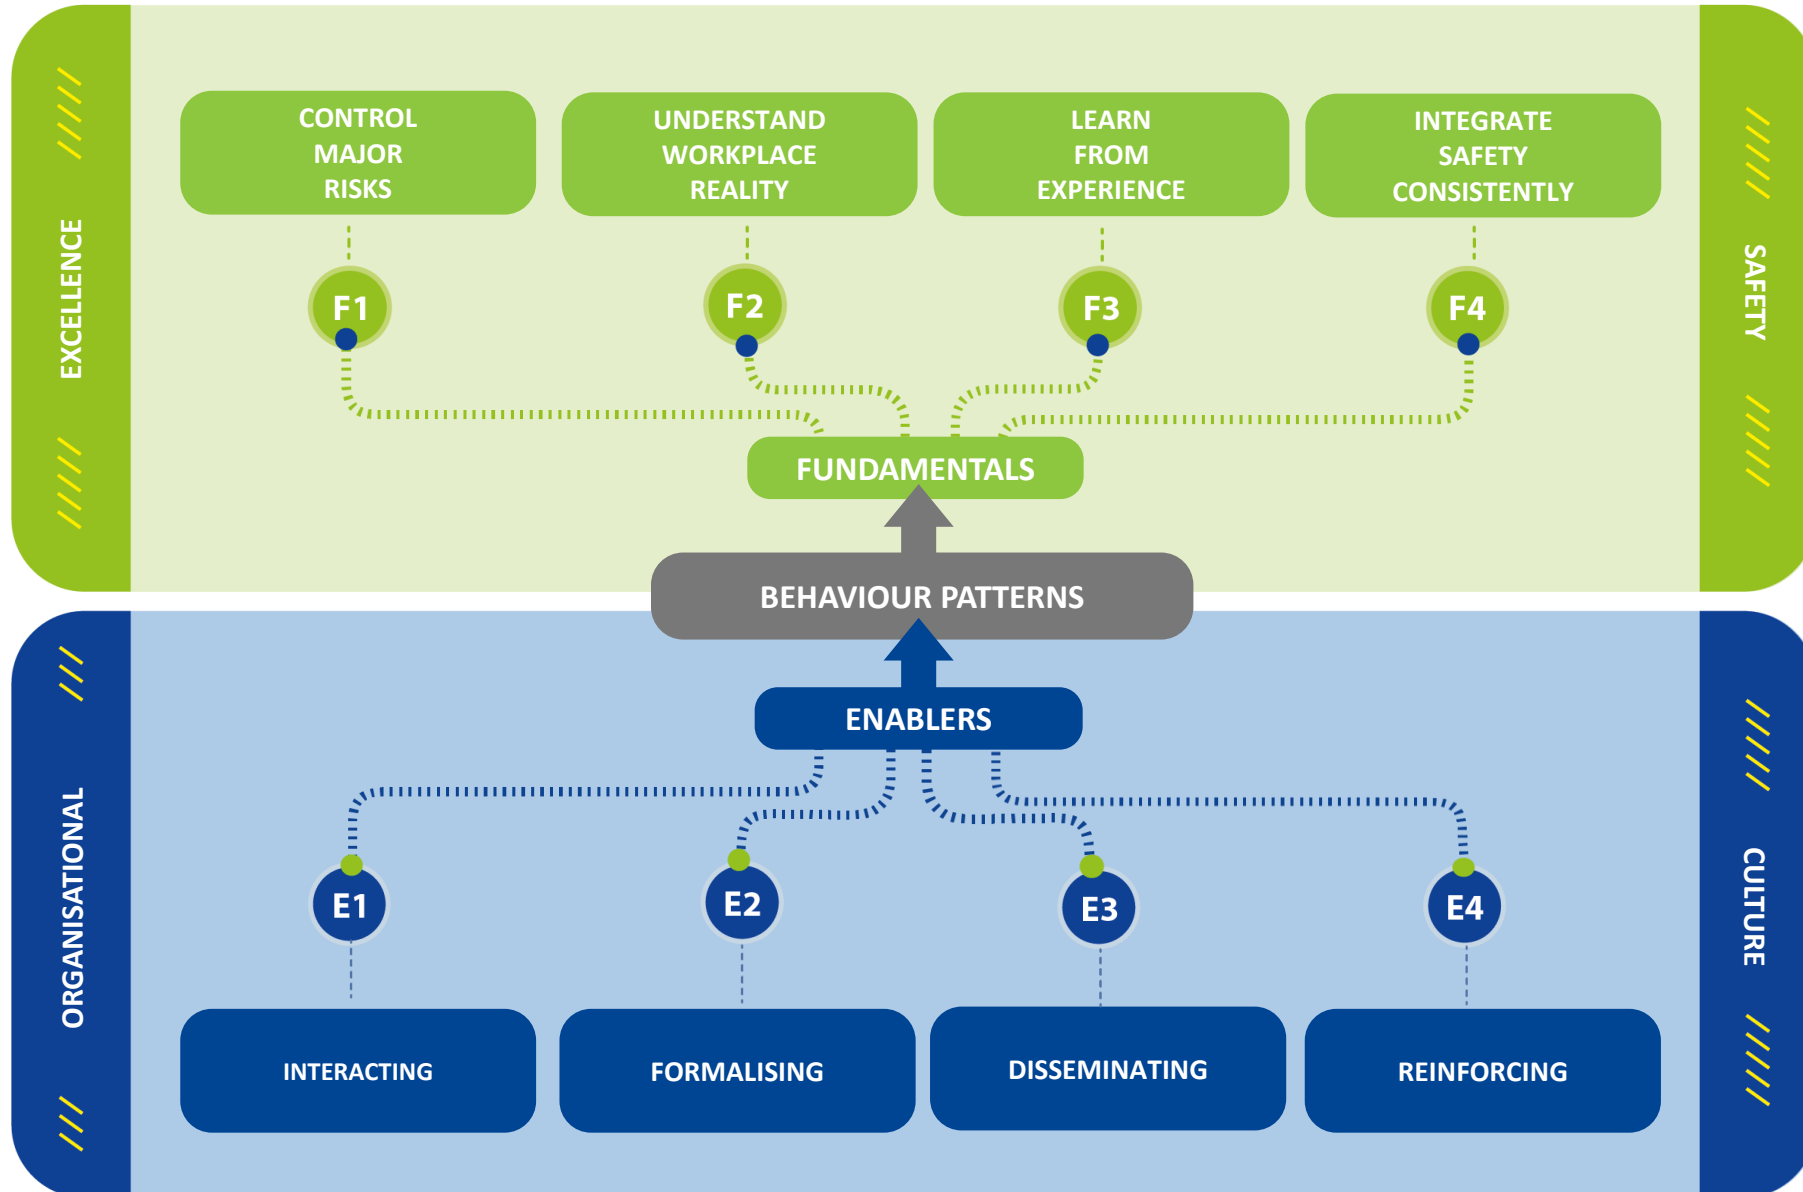 EXCELLENCE
SAFETY
CONTROL
MAJOR
RISKS
UNDERSTAND
WORKPLACE
REALITY
LEARN
FROM
EXPERIENCE
INTEGRATE
SAFETY
CONSISTENTLY
F1
F2
F3
F4
FUNDAMENTALS
BEHAVIOUR PATTERNS
ENABLERS
ORGANISATIONAL
CULTURE
E1
E2
E3
E4
INTERACTING
FORMALISING
DISSEMINATING
REINFORCING